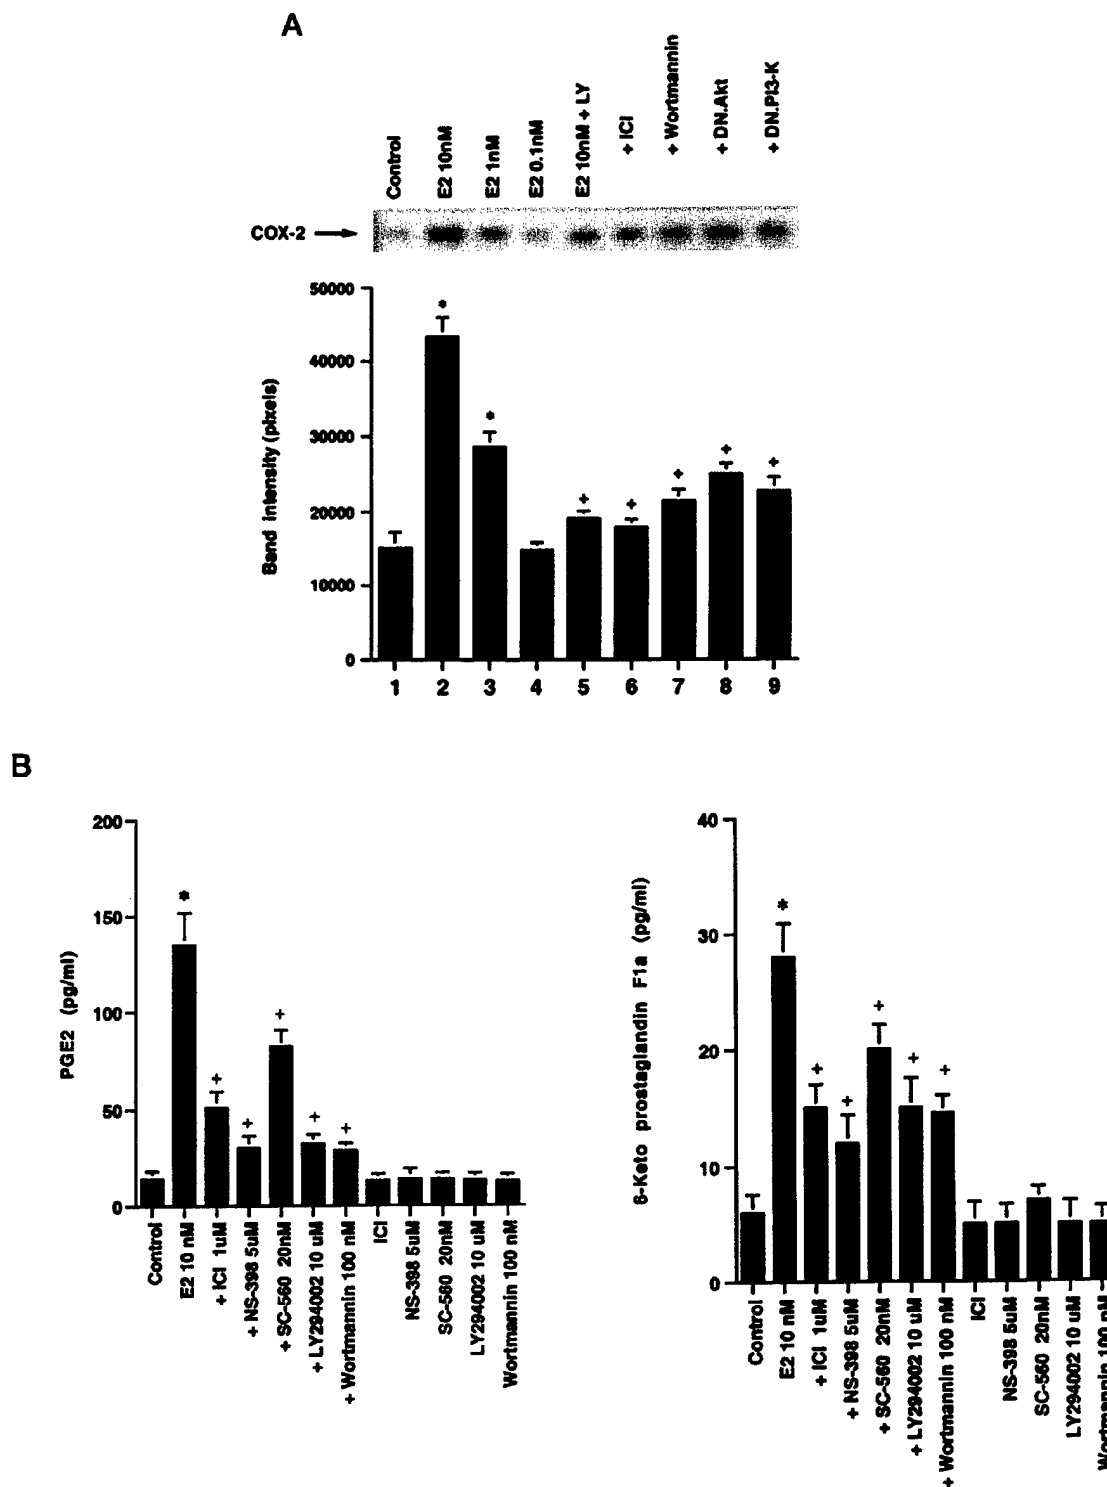 A
Control
E2 10nM
E2 1nM
E2 0.1nM
E2 10nM + LY
+ ICI
+ Wortmannin
+ DN.Akt
+ DN.PI3-K
COX-2
Band intensity (pixels)
50000
40000
30000
20000
10000
0
* * + + + + +
1 2 3 4 5 6 7 8 9
B
PGE2 (pg/ml)
200
150
100
50
0
* + + + + +
Control
E2 10 nM
+ ICI 1uM
+ NS-398 5uM
+ SC-560 20nM
+ LY294002 10 uM
+ Wortmannin 100 nM
ICI
NS-398 5uM
SC-560 20nM
LY294002 10 uM
Wortmannin 100 nM
6-Keto prostaglandin F1a (pg/ml)
40
30
20
10
0
* + + + + +
Control
E2 10 nM
+ ICI 1uM
+ NS-398 5uM
+ SC-560 20nM
+ LY294002 10 uM
+ Wortmannin 100 nM
ICI
NS-398 5uM
SC-560 20nM
LY294002 10 uM
Wortmannin 100 nM